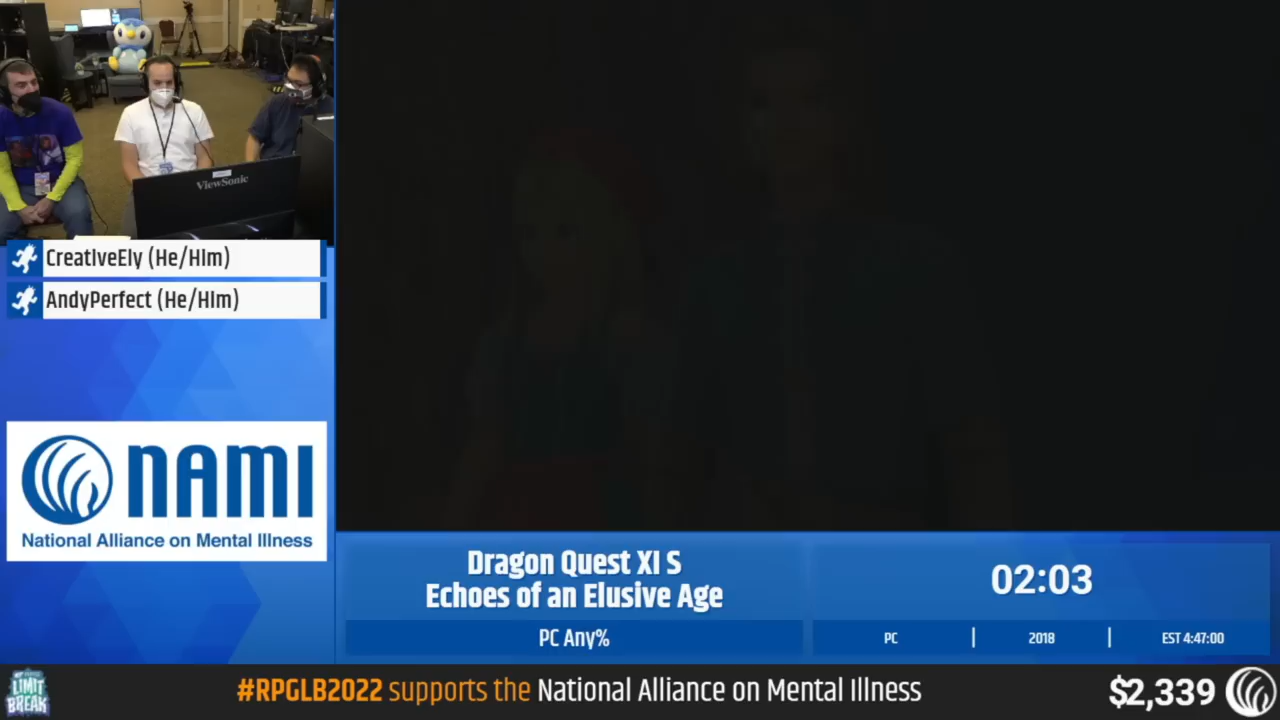 ViewSonic
CreatIveEly (He/HIm)
AndyPerfect (He/HIm)
NAMI
National Alliance on Mental Illness
Dragon Quest XI S
Echoes of an Elusive Age
PC Any%
02:03
PC | 2018 | EST 4:47:00
LIMIT
BREAK
#RPGLB2022 supports the National Alliance on Mental Illness
$2,339